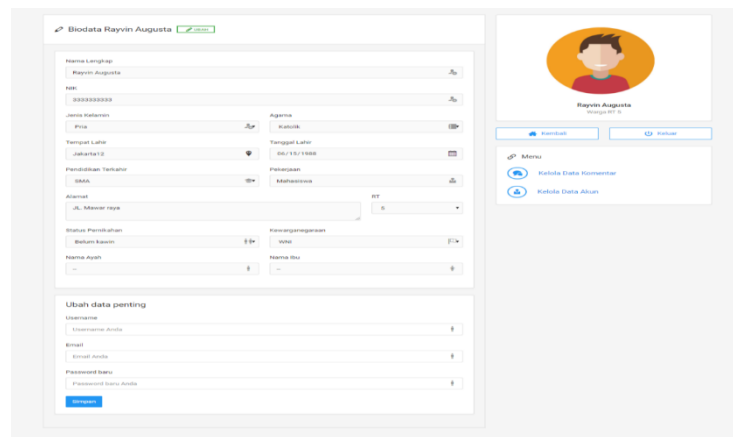 Biodata Rayvin Augusta UBAH
Nama Lengkap
Rayvin Augusta
NIK
3333333333
Jenis Kelamin Agama
Pria Katolik
Tempat Lahir Tanggal Lahir
Jakarta12 06/15/1988
Pendidikan Terkahir Pekerjaan
SMA Mahasiswa
Alamat RT
JL. Mawar raya 5
Status Pernikahan Kewarganegaraan
Belum kawin WNI
Nama Ayah Nama Ibu
-- --
Ubah data penting
Username
Username Anda
Email
Email Anda
Password baru
Password baru Anda
Simpan
Rayvin Augusta
Warga RT 5
Kembali Keluar
Menu
Kelola Data Komentar
Kelola Data Akun